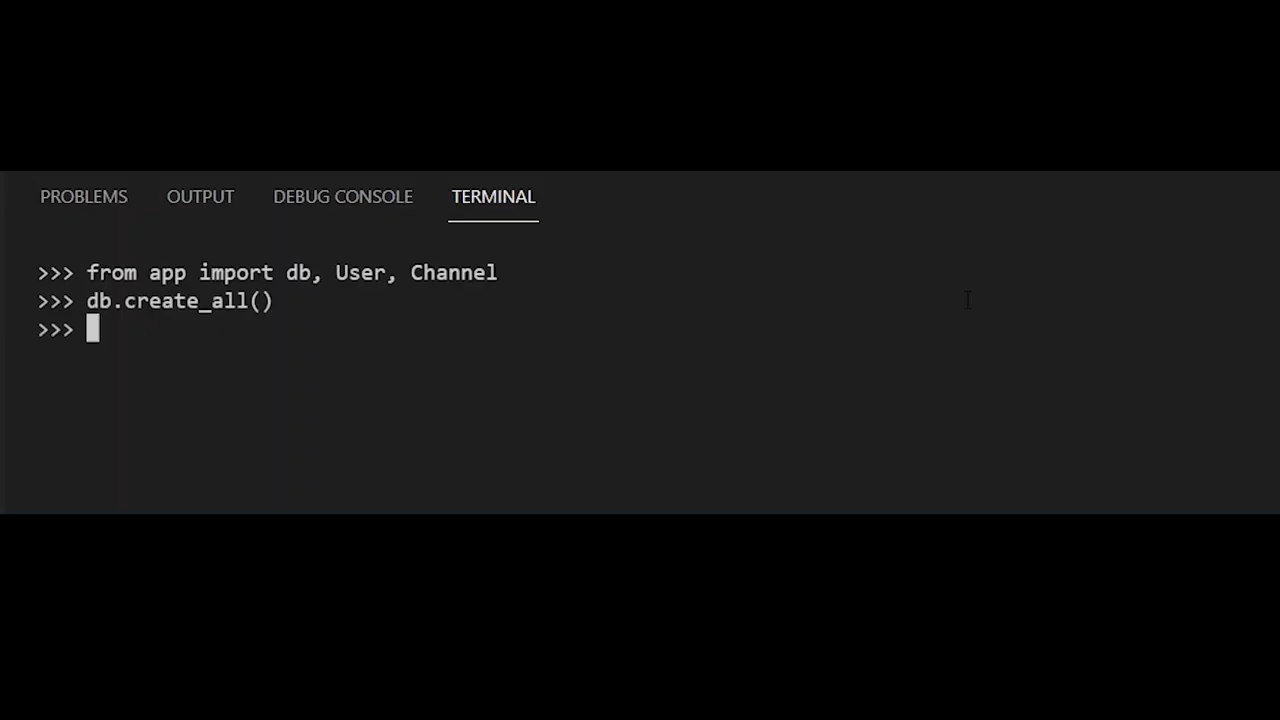 PROBLEMS OUTPUT DEBUG CONSOLE TERMINAL
>>> from app import db, User, Channel
>>> db.create_all()
>>>